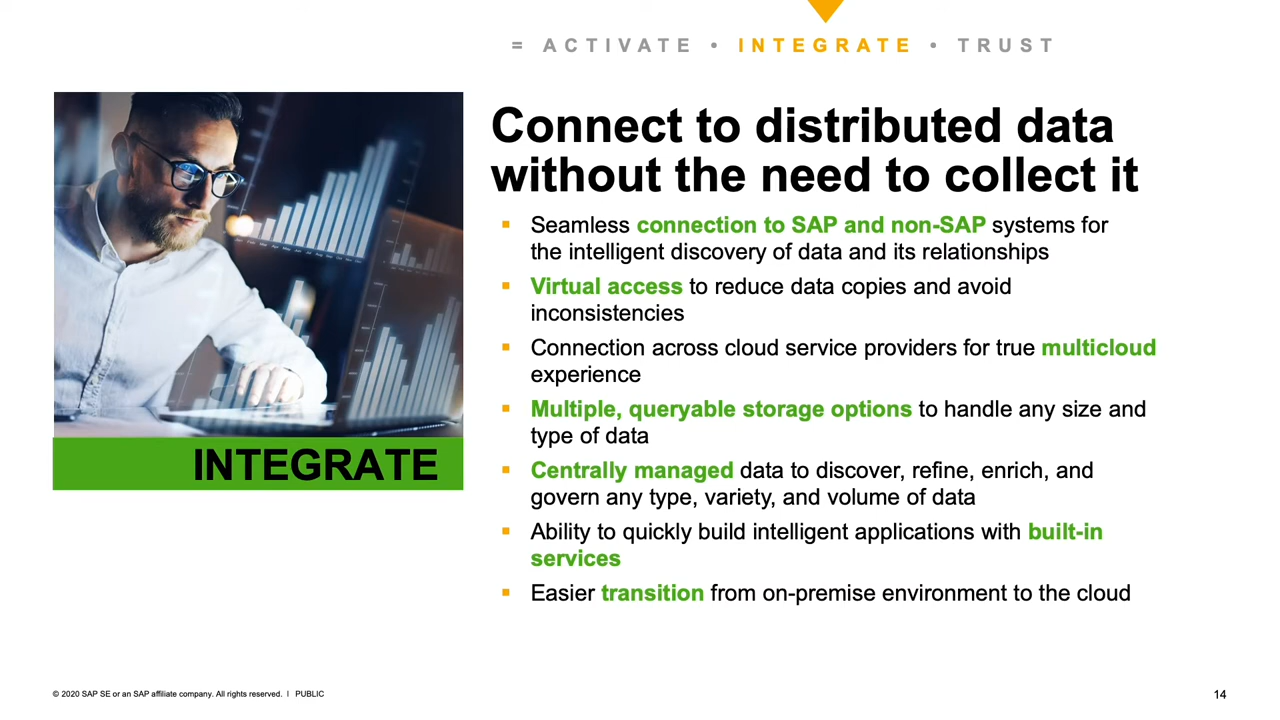 = ACTIVATE • INTEGRATE • TRUST
Connect to distributed data
without the need to collect it
▪ Seamless connection to SAP and non-SAP systems for
the intelligent discovery of data and its relationships
▪ Virtual access to reduce data copies and avoid
inconsistencies
▪ Connection across cloud service providers for true multicloud
experience
▪ Multiple, queryable storage options to handle any size and
type of data
▪ Centrally managed data to discover, refine, enrich, and
govern any type, variety, and volume of data
▪ Ability to quickly build intelligent applications with built-in
services
▪ Easier transition from on-premise environment to the cloud
INTEGRATE
© 2020 SAP SE or an SAP affiliate company. All rights reserved. | PUBLIC
14